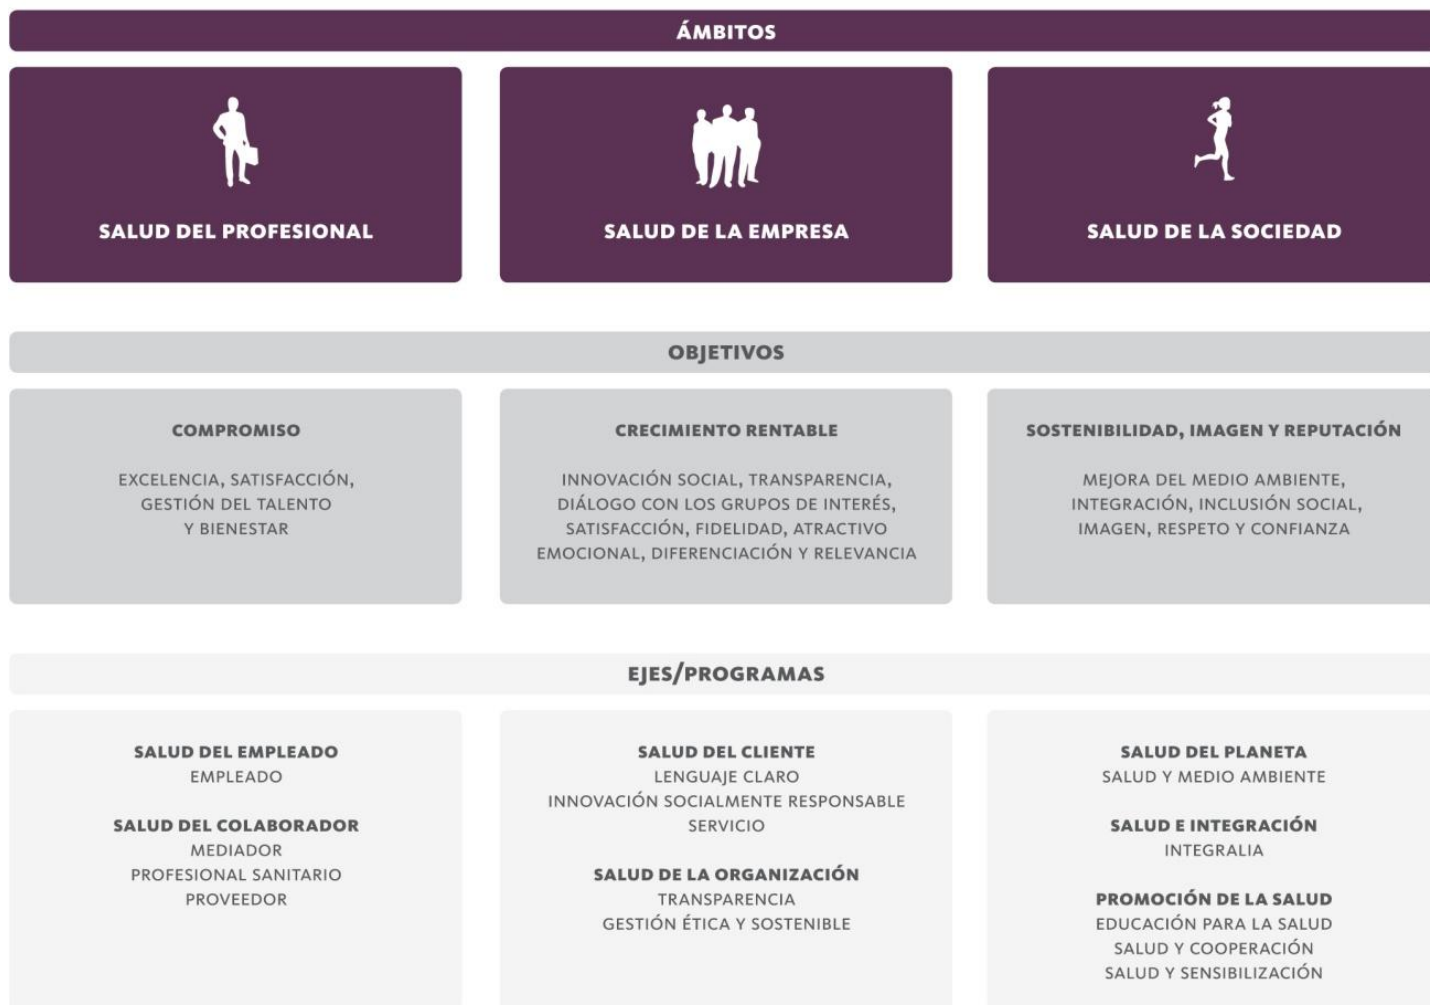 ÁMBITOS
SALUD DEL PROFESIONAL
SALUD DE LA EMPRESA
SALUD DE LA SOCIEDAD
OBJETIVOS
COMPROMISO
EXCELENCIA, SATISFACCIÓN,
GESTIÓN DEL TALENTO
Y BIENESTAR
CRECIMIENTO RENTABLE
INNOVACIÓN SOCIAL, TRANSPARENCIA,
DIÁLOGO CON LOS GRUPOS DE INTERÉS,
SATISFACCIÓN, FIDELIDAD, ATRACTIVO
EMOCIONAL, DIFERENCIACIÓN Y RELEVANCIA
SOSTENIBILIDAD, IMAGEN Y REPUTACIÓN
MEJORA DEL MEDIO AMBIENTE,
INTEGRACIÓN, INCLUSIÓN SOCIAL,
IMAGEN, RESPETO Y CONFIANZA
EJES/PROGRAMAS
SALUD DEL EMPLEADO
EMPLEADO
SALUD DEL COLABORADOR
MEDIADOR
PROFESIONAL SANITARIO
PROVEEDOR
SALUD DEL CLIENTE
LENGUAJE CLARO
INNOVACIÓN SOCIALMENTE RESPONSABLE
SERVICIO
SALUD DE LA ORGANIZACIÓN
TRANSPARENCIA
GESTIÓN ÉTICA Y SOSTENIBLE
SALUD DEL PLANETA
SALUD Y MEDIO AMBIENTE
SALUD E INTEGRACIÓN
INTEGRALIA
PROMOCIÓN DE LA SALUD
EDUCACIÓN PARA LA SALUD
SALUD Y COOPERACIÓN
SALUD Y SENSIBILIZACIÓN